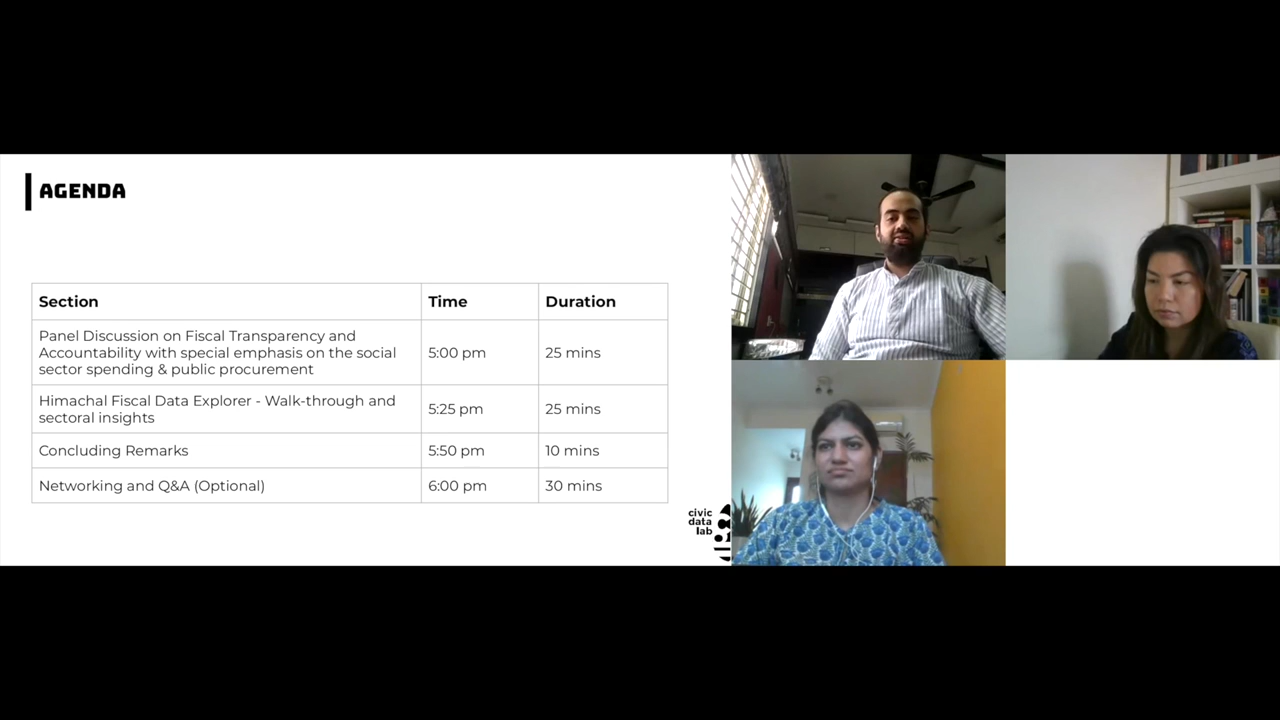 AGENDA
Section Time Duration
Panel Discussion on Fiscal Transparency and
Accountability with special emphasis on the social
sector spending & public procurement
5:00 pm 25 mins
Himachal Fiscal Data Explorer - Walk-through and
sectoral insights
5:25 pm 25 mins
Concluding Remarks 5:50 pm 10 mins
Networking and Q&A (Optional) 6:00 pm 30 mins
civic
data
lab